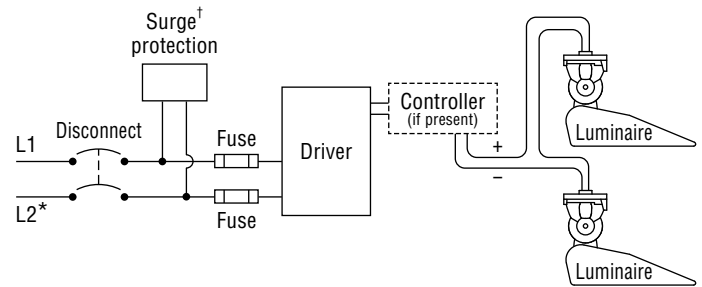 Surge†
protection
Disconnect
L1
L2*
Fuse
Fuse
Driver
Controller
(if present)
+
–
Luminaire
Luminaire